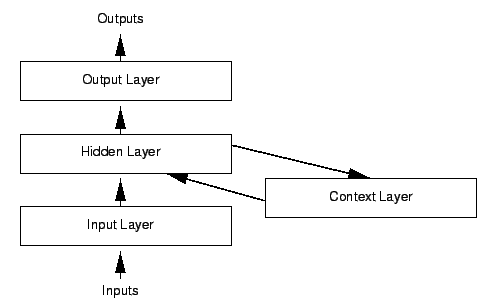 Outputs
Output Layer
Hidden Layer
Context Layer
Input Layer
Inputs